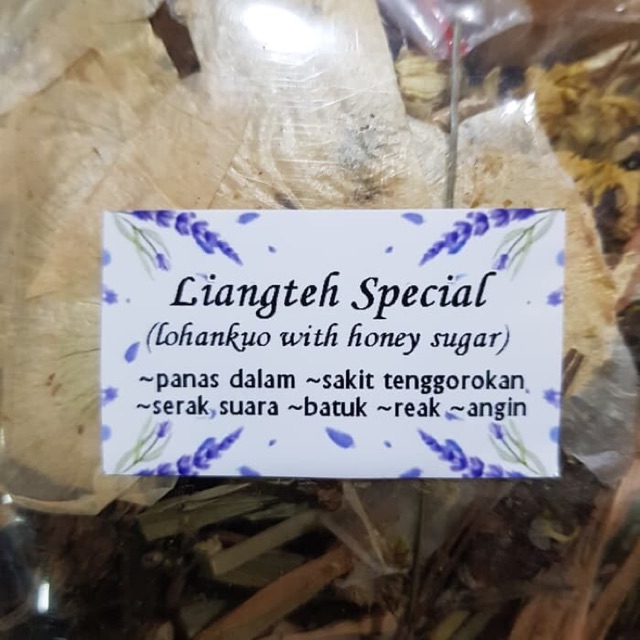 Liangteh Special
(lohankuo with honey sugar)
~panas dalam ~sakit tenggorokan
~serak suara ~batuk ~reak ~angin